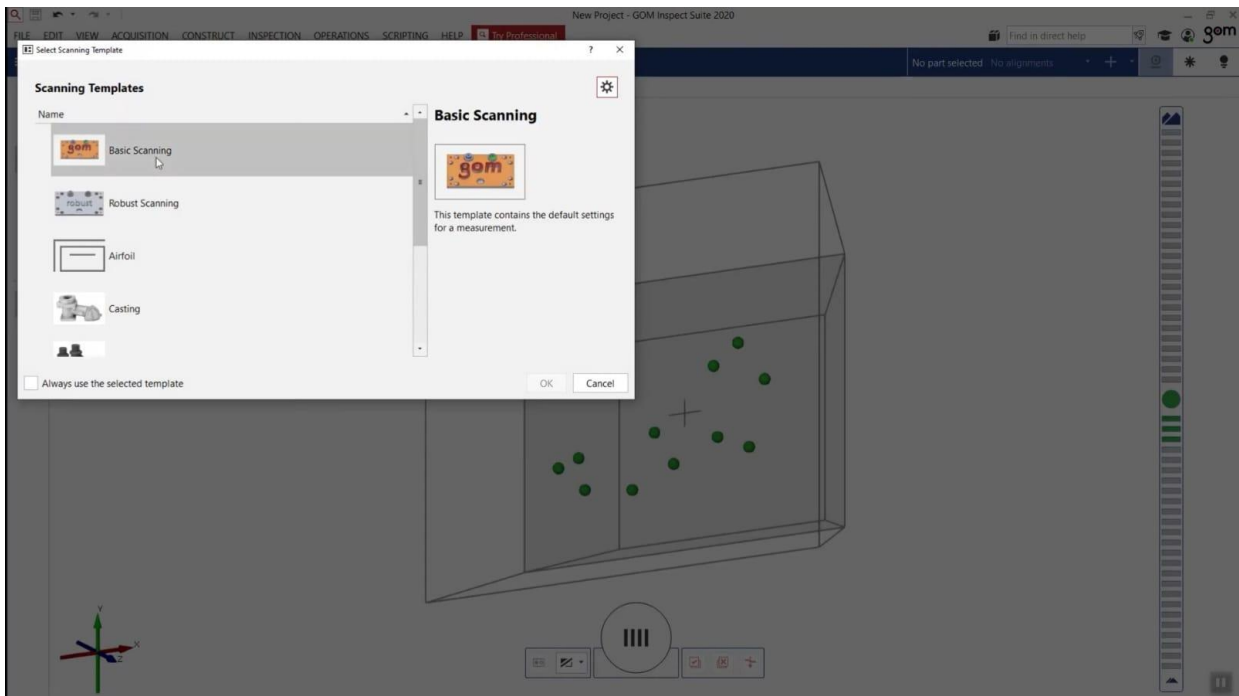 New Project - GOM Inspect Suite 2020
FILE EDIT VIEW ACQUISITION CONSTRUCT INSPECTION OPERATIONS SCRIPTING HELP Try Professional
Find in direct help
gom
Select Scanning Template
No part selected No alignments
Scanning Templates
Name
Basic Scanning
gom
Basic Scanning
gom
robust
Robust Scanning
This template contains the default settings
for a measurement.
Airfoil
Casting
Always use the selected template
OK Cancel
Y
X
Z